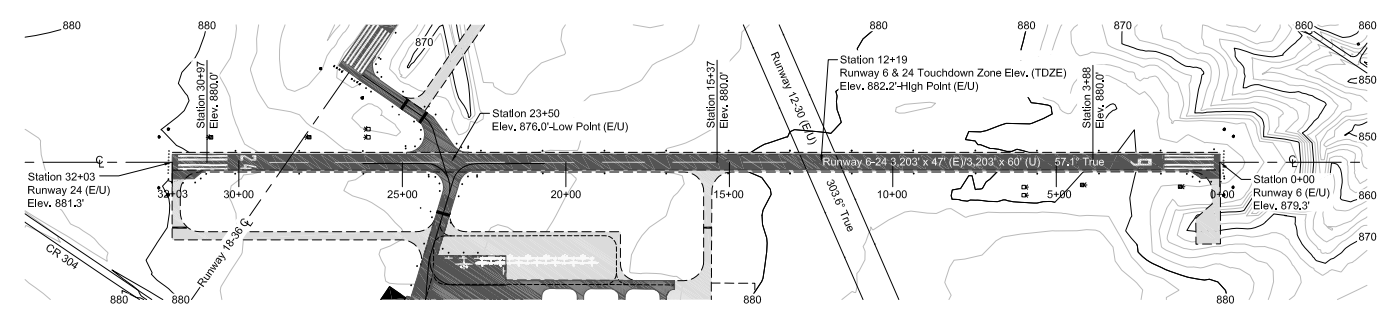 880
880
870
880
870
860
860
850
850
860
870
Station 30+97
Elev. 880.0'
Station 23+50
Elev. 876.0'-Low Point (E/U)
Station 15+37
Elev. 880.0'
Runway 12-30 (E/U)
303.6° True
Station 12+19
Runway 6 & 24 Touchdown Zone Elev. (TDZE)
Elev. 882.2'-HIgh Point (E/U)
Station 3+88
Elev. 880.0'
Runway 6-24 3,203' x 47' (E)/3,203' x 60' (U) 57.1° True
24
Station 32+03
Runway 24 (E/U)
Elev. 881.3'
32+03
30+00
25+00
20+00
15+00
10+00
5+00
0+00
Station 0+00
Runway 6 (E/U)
Elev. 879.3'
Runway 18-36
CR 304
880
880
880
880
880